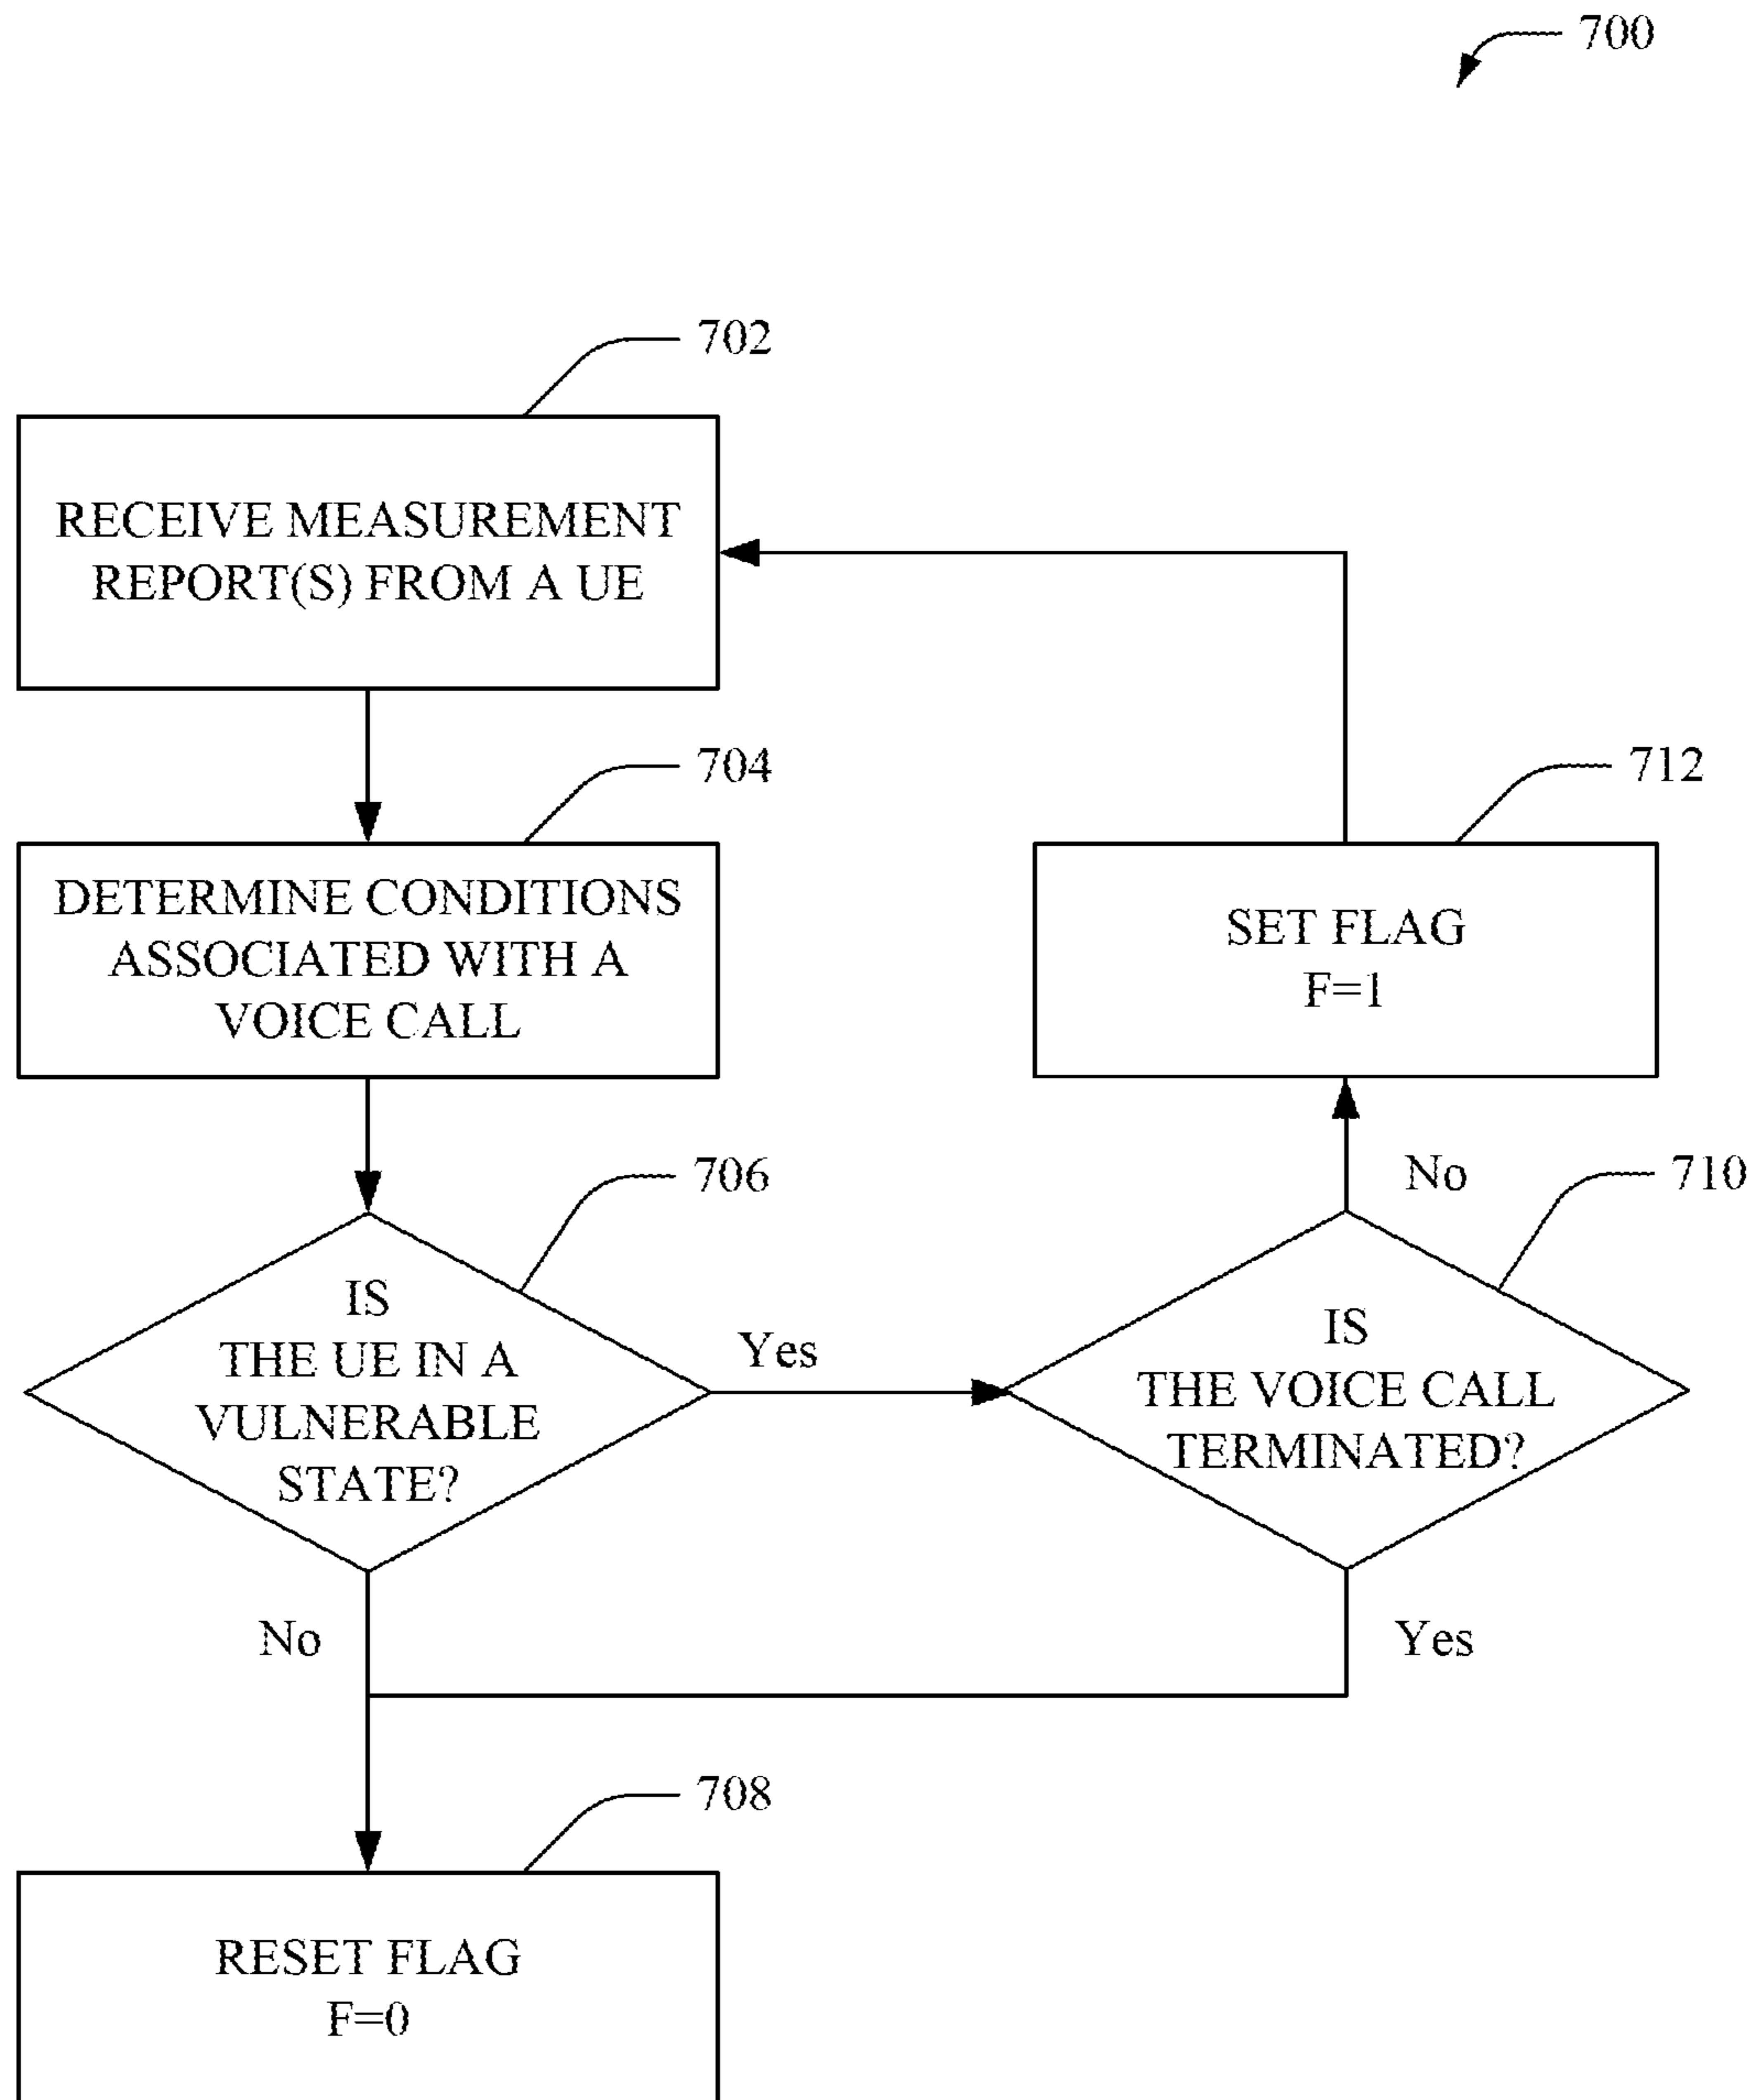 700
702
RECEIVE MEASUREMENT
REPORT(S) FROM A UE
704
DETERMINE CONDITIONS
ASSOCIATED WITH A
VOICE CALL
712
SET FLAG
F=1
706
IS
THE UE IN A
VULNERABLE
STATE?
Yes
No
No
710
IS
THE VOICE CALL
TERMINATED?
Yes
708
RESET FLAG
F=0